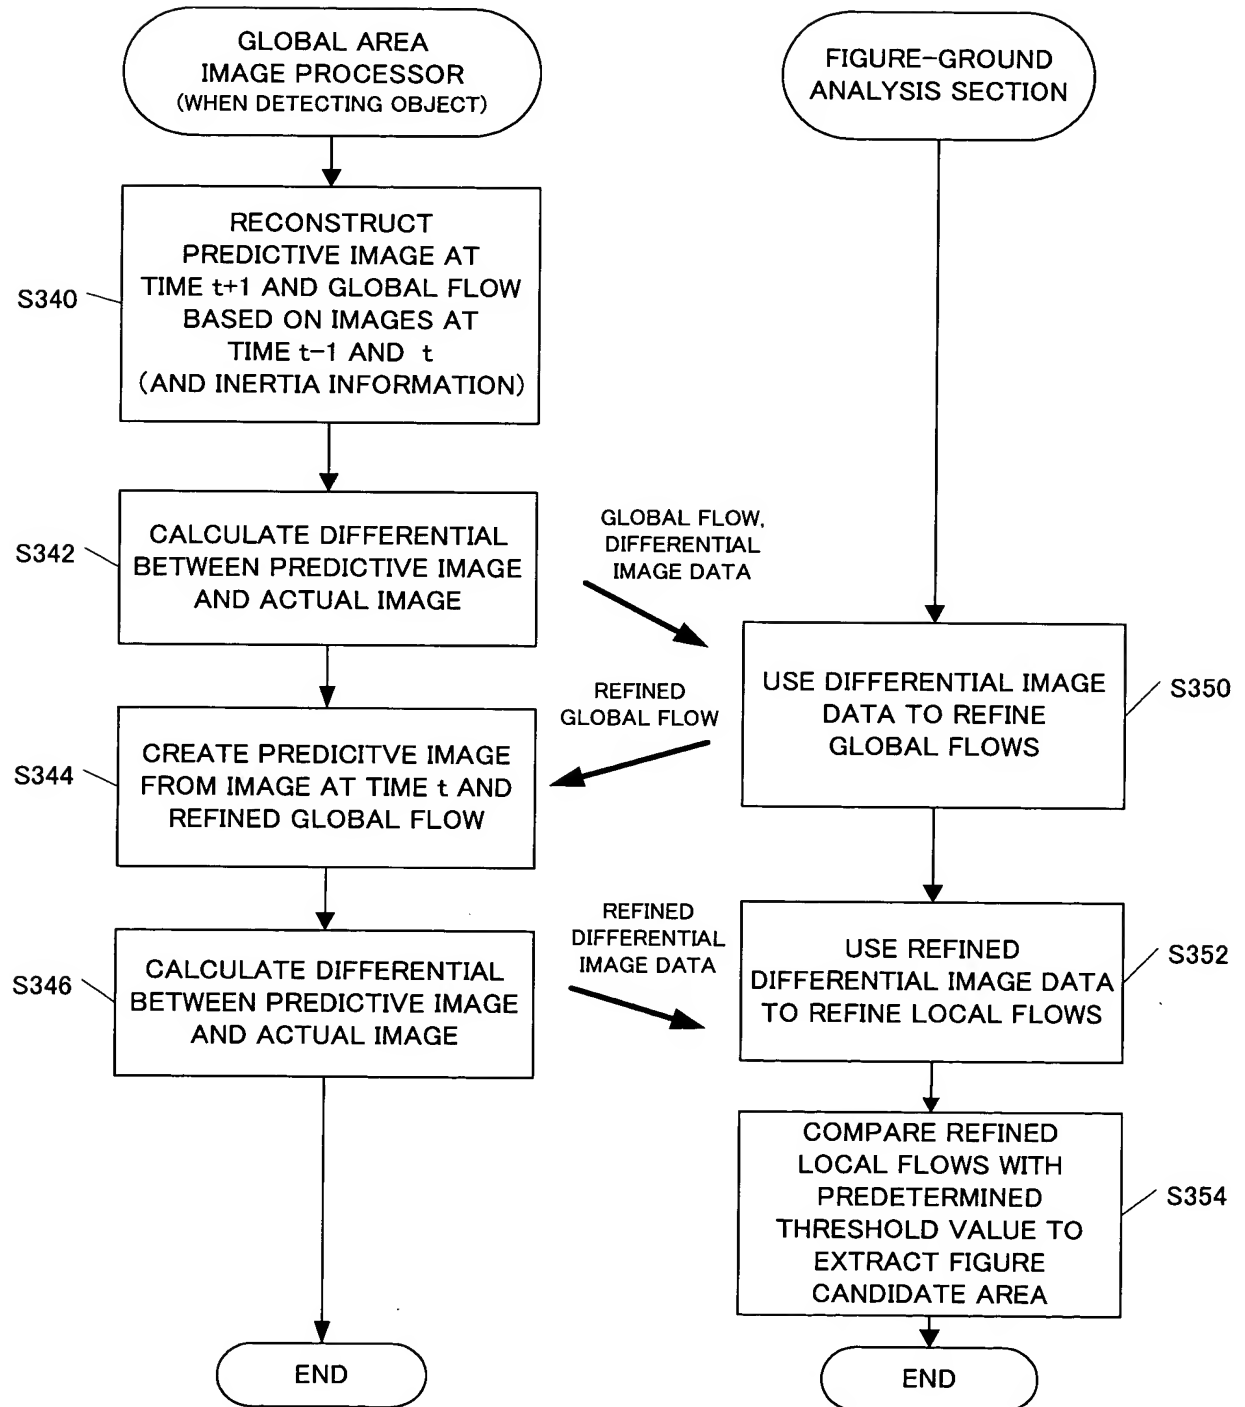 GLOBAL AREA
IMAGE PROCESSOR
(WHEN DETECTING OBJECT)
RECONSTRUCT
PREDICTIVE IMAGE AT
TIME t+1 AND GLOBAL FLOW
BASED ON IMAGES AT
TIME t-1 AND t
(AND INERTIA INFORMATION)
S340
CALCULATE DIFFERENTIAL
BETWEEN PREDICTIVE IMAGE
AND ACTUAL IMAGE
S342
GLOBAL FLOW,
DIFFERENTIAL
IMAGE DATA
REFINED
GLOBAL FLOW
CREATE PREDICITVE IMAGE
FROM IMAGE AT TIME t AND
REFINED GLOBAL FLOW
S344
REFINED
DIFFERENTIAL
IMAGE DATA
CALCULATE DIFFERENTIAL
BETWEEN PREDICTIVE IMAGE
AND ACTUAL IMAGE
S346
END
FIGURE-GROUND
ANALYSIS SECTION
USE DIFFERENTIAL IMAGE
DATA TO REFINE
GLOBAL FLOWS
S350
USE REFINED
DIFFERENTIAL IMAGE DATA
TO REFINE LOCAL FLOWS
S352
COMPARE REFINED
LOCAL FLOWS WITH
PREDETERMINED
THRESHOLD VALUE TO
EXTRACT FIGURE
CANDIDATE AREA
S354
END